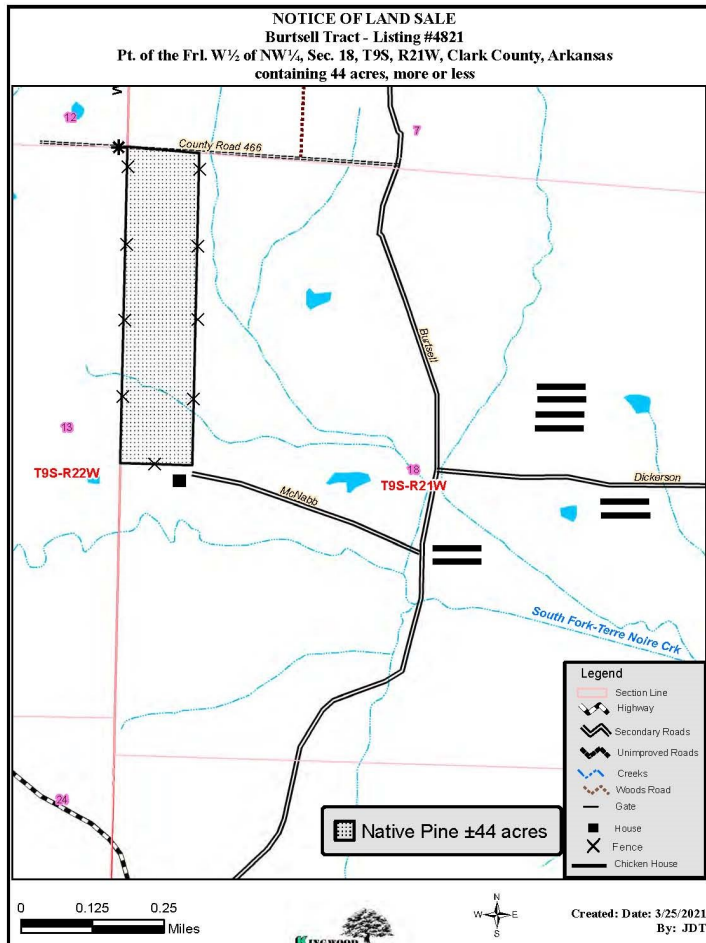 NOTICE OF LAND SALE
Burtsell Tract - Listing #4821
Pt. of the Frl. W½ of NW¼, Sec. 18, T9S, R21W, Clark County, Arkansas
containing 44 acres, more or less
12
7
County Road 466
Burtsell
13
18
T9S-R22W
T9S-R21W
Dickerson
McNabb
South Fork-Terre Noire Crk
24
Legend
Section Line
Highway
Secondary Roads
Unimproved Roads
Creeks
Woods Road
Gate
House
Fence
Chicken House
Native Pine ±44 acres
0 0.125 0.25
Miles
W E
N
S
Created: Date: 3/25/2021
By: JDT